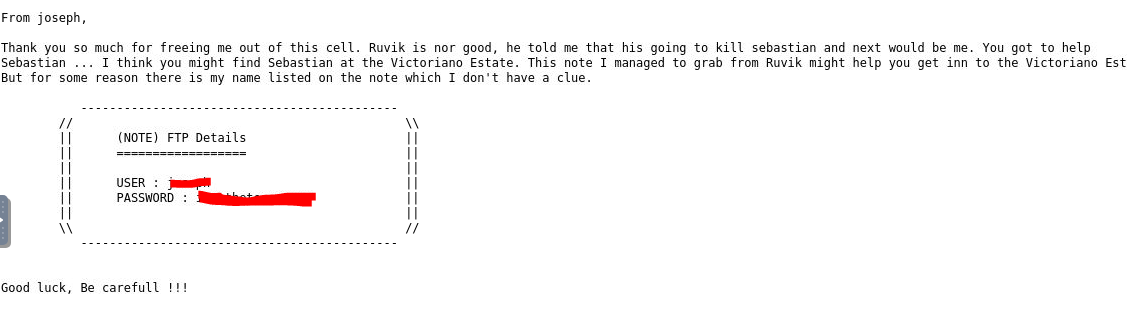 From joseph,
Thank you so much for freeing me out of this cell. Ruvik is nor good, he told me that his going to kill sebastian and next would be me. You got to help
Sebastian ... I think you might find Sebastian at the Victoriano Estate. This note I managed to grab from Ruvik might help you get inn to the Victoriano Est
But for some reason there is my name listed on the note which I don't have a clue.
--------------------------------------------
// \\
|| (NOTE) FTP Details ||
|| ================== ||
|| ||
|| USER : ||
|| PASSWORD : ||
|| ||
\\ //
--------------------------------------------
Good luck, Be carefull !!!